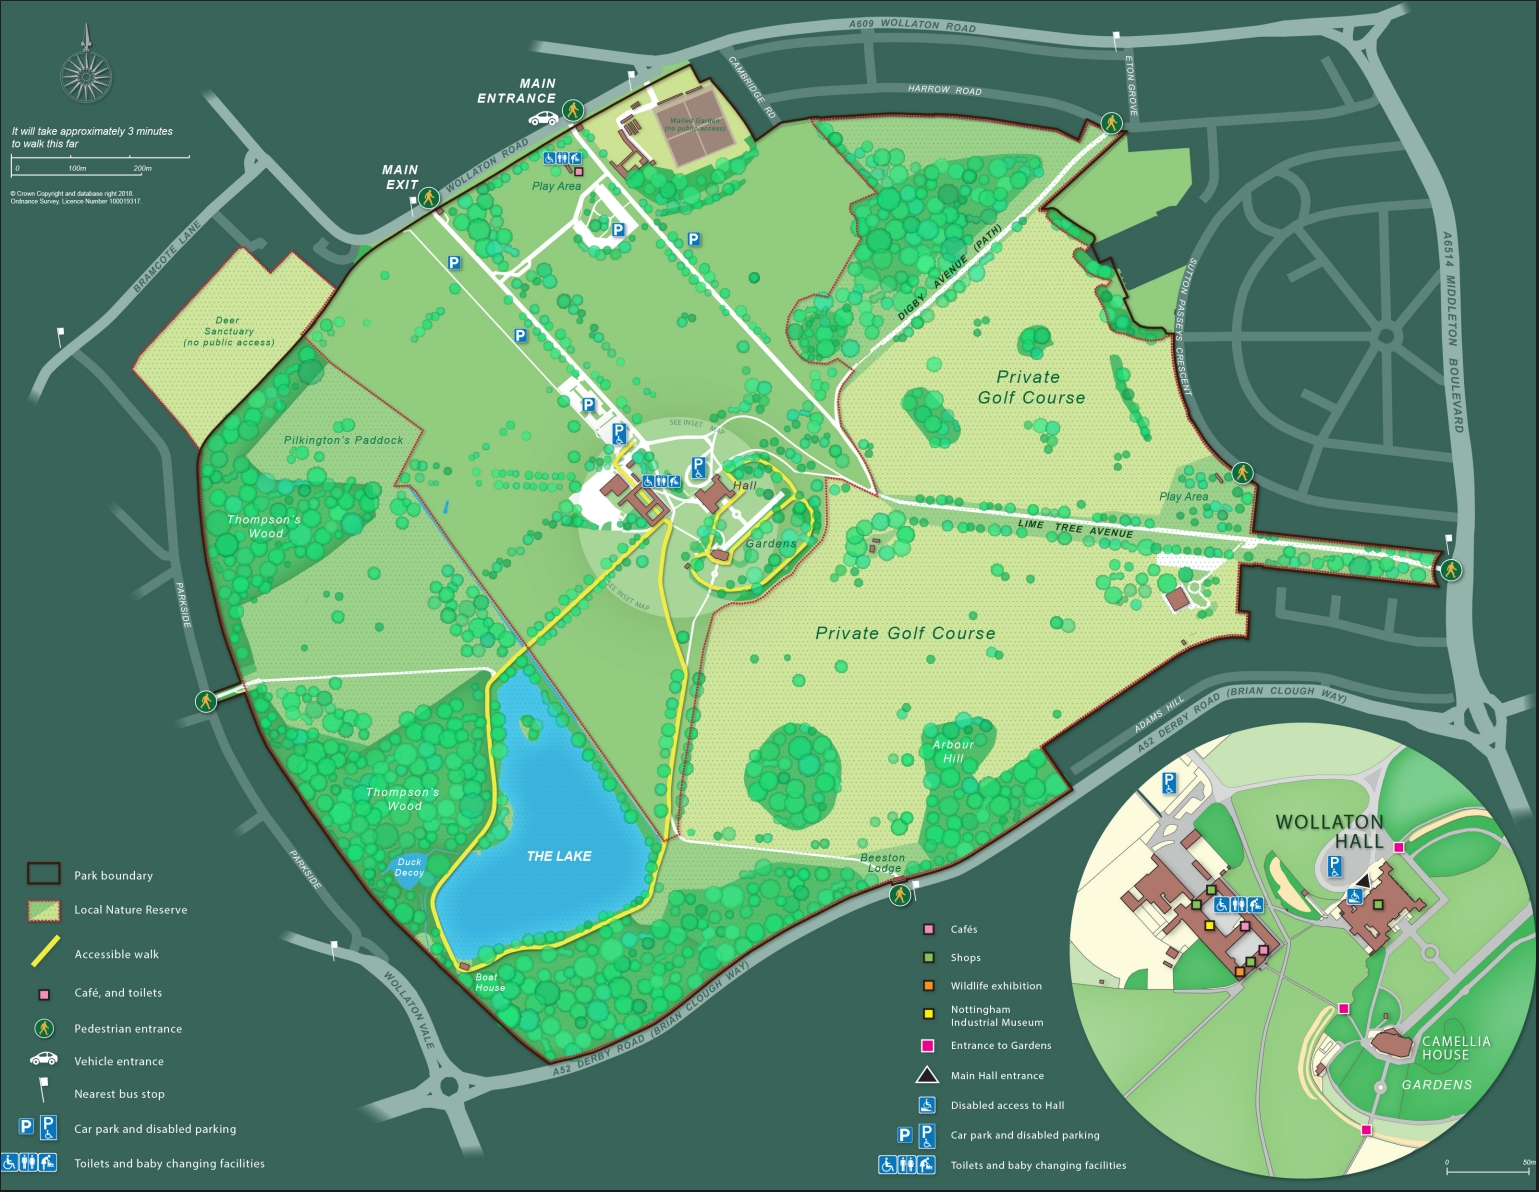 It will take approximately 3 minutes
to walk this far
0 100m 200m
© Crown Copyright and database right 2018.
Ordnance Survey. Licence Number 100019317.
A609 WOLLATON ROAD
CAMBRIDGE RD
HARROW ROAD
ETON GROVE
MAIN
ENTRANCE
MAIN
EXIT
WOLLATON ROAD
Walled Garden
(no public access)
Play Area
P
P
P
P
P
BRAMCOTE LANE
Deer
Sanctuary
(no public access)
DIGBY AVENUE (PATH)
SUTTON PASSEYS CRESCENT
A6514 MIDDLETON BOULEVARD
Private
Golf Course
Pilkington's Paddock
SEE INSET MAP
P
P
Hall
Gardens
SEE INSET MAP
Thompson's
Wood
Play Area
LIME TREE AVENUE
PARKSIDE
Private Golf Course
ADAMS HILL
A52 DERBY ROAD (BRIAN CLOUGH WAY)
Arbour
Hill
Thompson's
Wood
THE LAKE
Duck
Decoy
Beeston
Lodge
PARKSIDE
Boat
House
WOLLATON VALE
A52 DERBY ROAD (BRIAN CLOUGH WAY)
Park boundary
Local Nature Reserve
Accessible walk
Café, and toilets
Pedestrian entrance
Vehicle entrance
Nearest bus stop
P P Car park and disabled parking
Toilets and baby changing facilities
Cafés
Shops
Wildlife exhibition
Nottingham
Industrial Museum
Entrance to Gardens
Main Hall entrance
Disabled access to Hall
P P Car park and disabled parking
Toilets and baby changing facilities
P
WOLLATON
HALL
P
CAMELLIA
HOUSE
GARDENS
0 50m